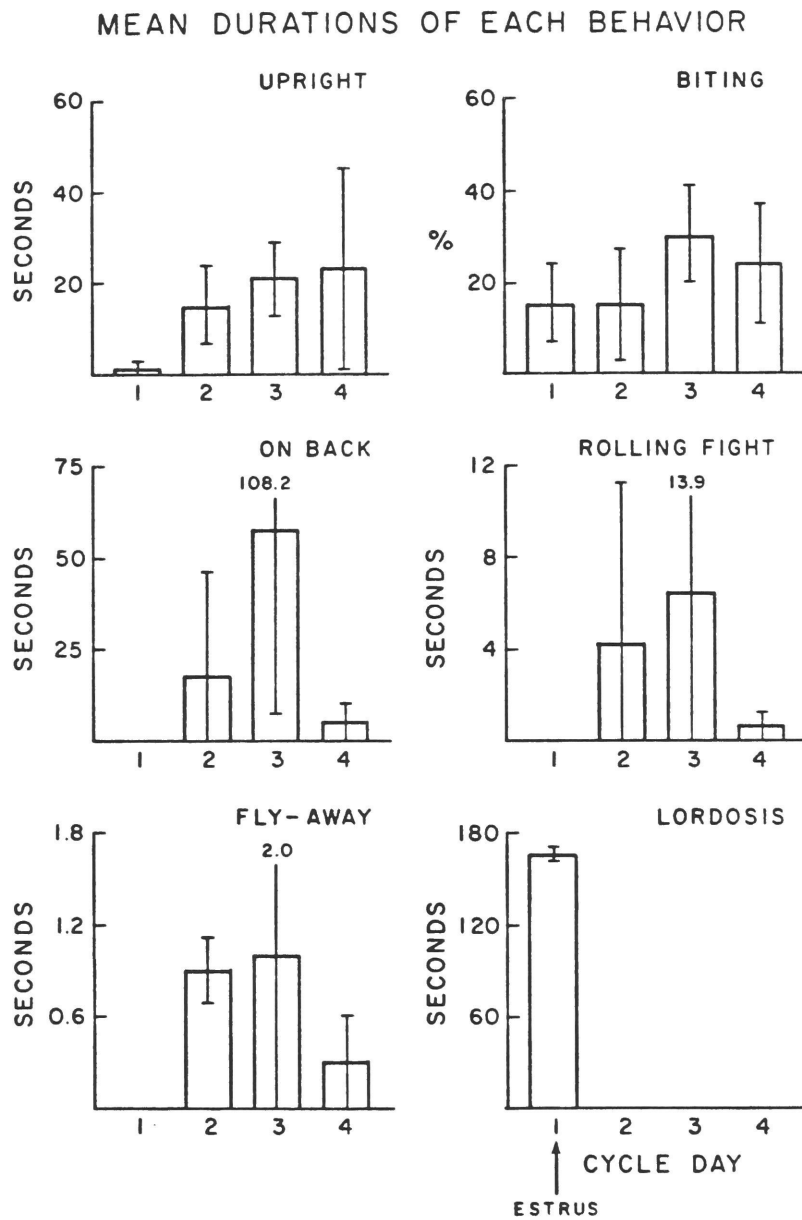 MEAN DURATIONS OF EACH BEHAVIOR
UPRIGHT
60
40
20
SECONDS
1 2 3 4
BITING
60
40
20
%
1 2 3 4
ON BACK
75
50
25
SECONDS
108.2
1 2 3 4
ROLLING FIGHT
12
8
4
SECONDS
13.9
1 2 3 4
FLY-AWAY
1.8
1.2
0.6
SECONDS
2.0
1 2 3 4
LORDOSIS
180
120
60
SECONDS
1 2 3 4
CYCLE DAY
ESTRUS